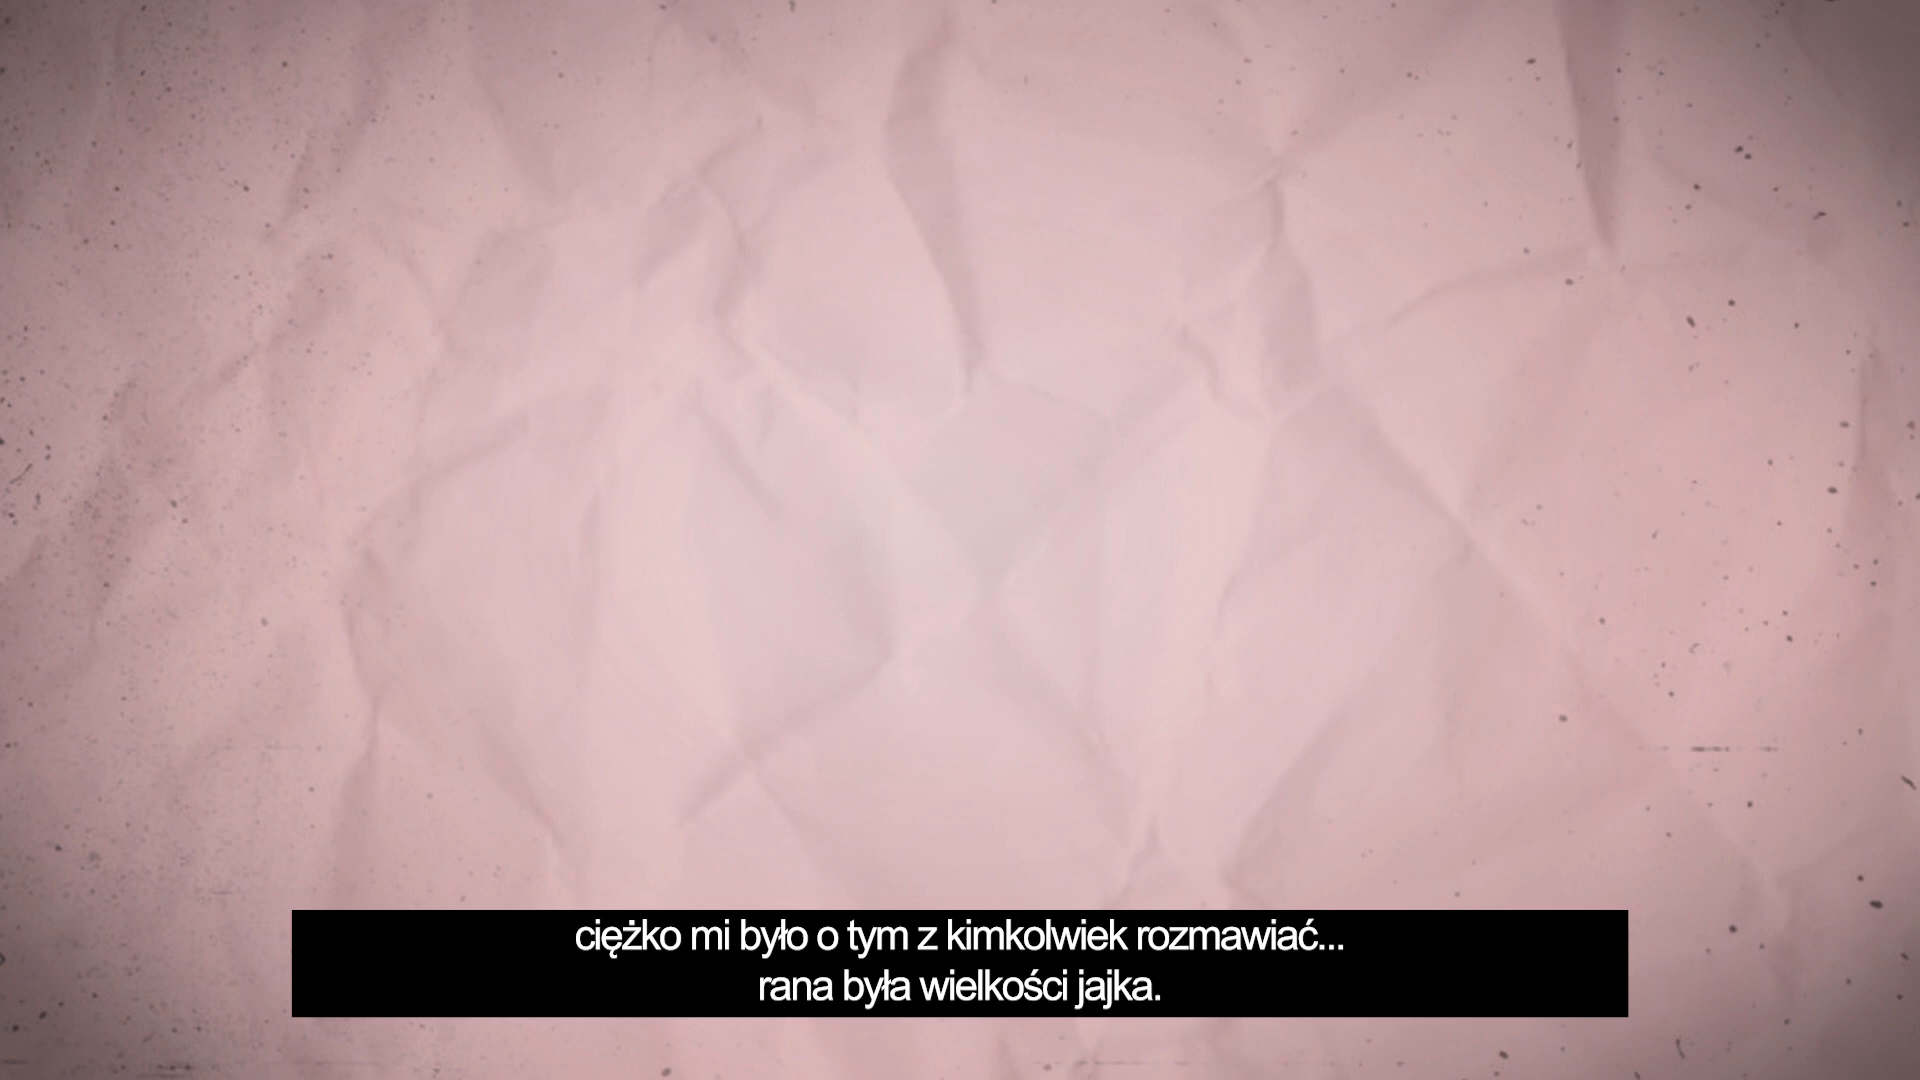 ciężko mi było o tym z kimkolwiek rozmawiać...
rana była wielkości jajka.